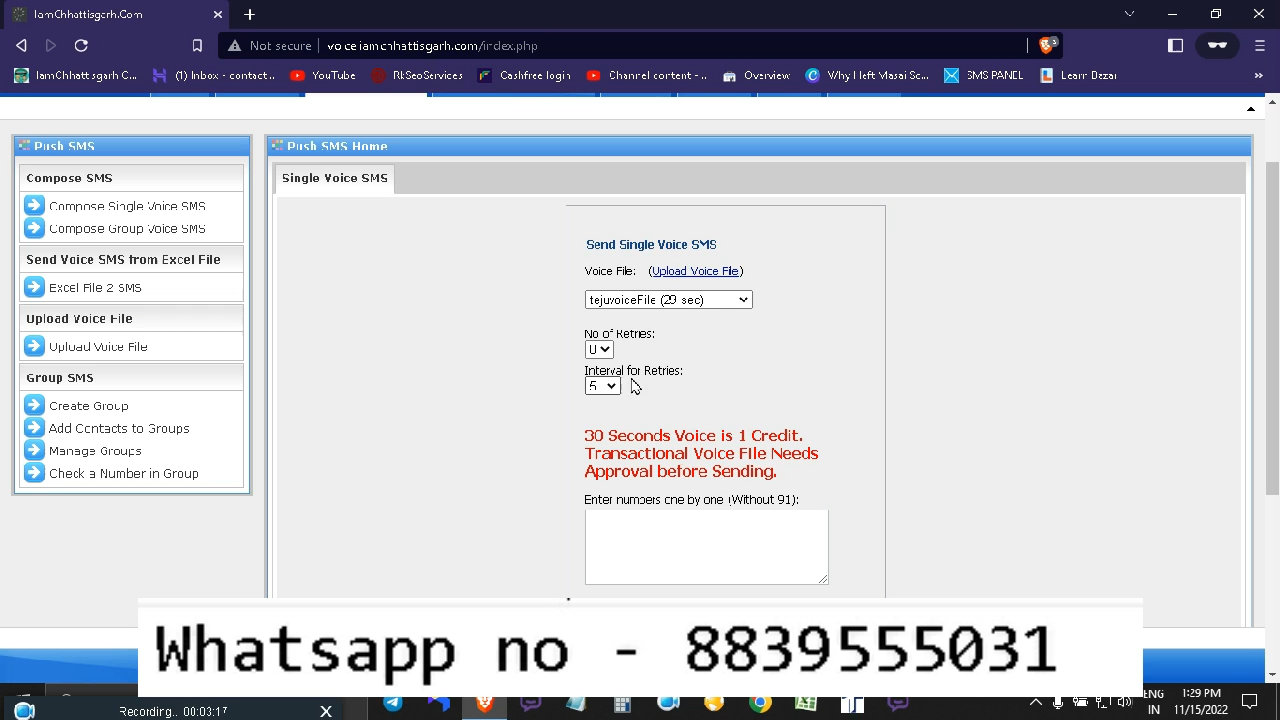 IamChhattisgarh.Com
Not secure
voice.iamchhattisgarh.com/index.php
IamChhattisgarh C...
(1) Inbox - contact...
YouTube
RkSeoServices
Cashfree login
Channel content - ...
Overview
Why I left Masai Sc...
SMS PANEL
Learn Bazar
»
Push SMS
Compose SMS
Compose Single Voice SMS
Compose Group Voice SMS
Send Voice SMS from Excel File
Excel File 2 SMS
Upload Voice File
Upload Voice File
Group SMS
Create Group
Add Contacts to Groups
Manage Groups
Check a Number in Group
Push SMS Home
Single Voice SMS
Send Single Voice SMS
Voice File: (Upload Voice File)
tejuvoiceFile (29 sec)
No of Retries:
0
Interval for Retries:
5
30 Seconds Voice is 1 Credit.
Transactional Voice File Needs
Approval before Sending.
Enter numbers one by one (Without 91):
Whatsapp no - 8839555031
Recording.. 00:03:17
ENG
IN
1:29 PM
11/15/2022